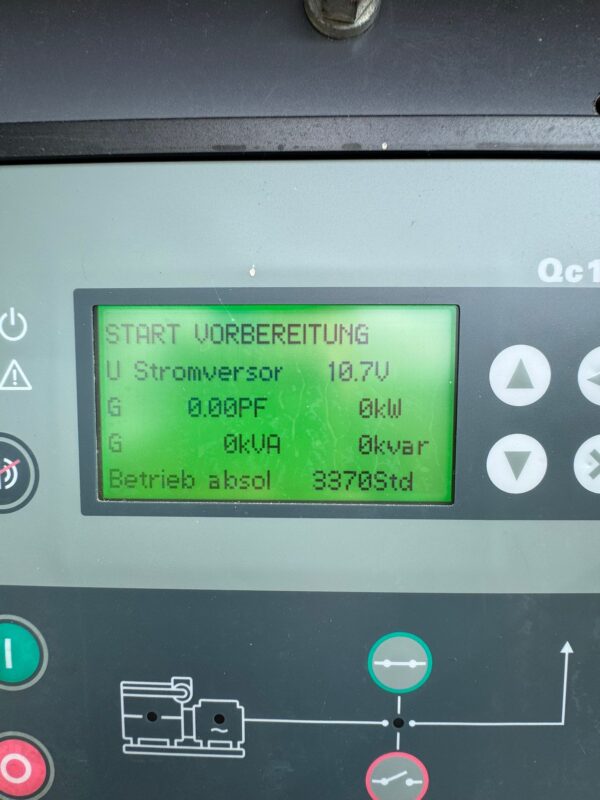 Qc1
START VORBEREITUNG
U Stromversor 10.7V
G 0.00PF 0kW
G 0kVA 0kvar
Betrieb absol 3370Std